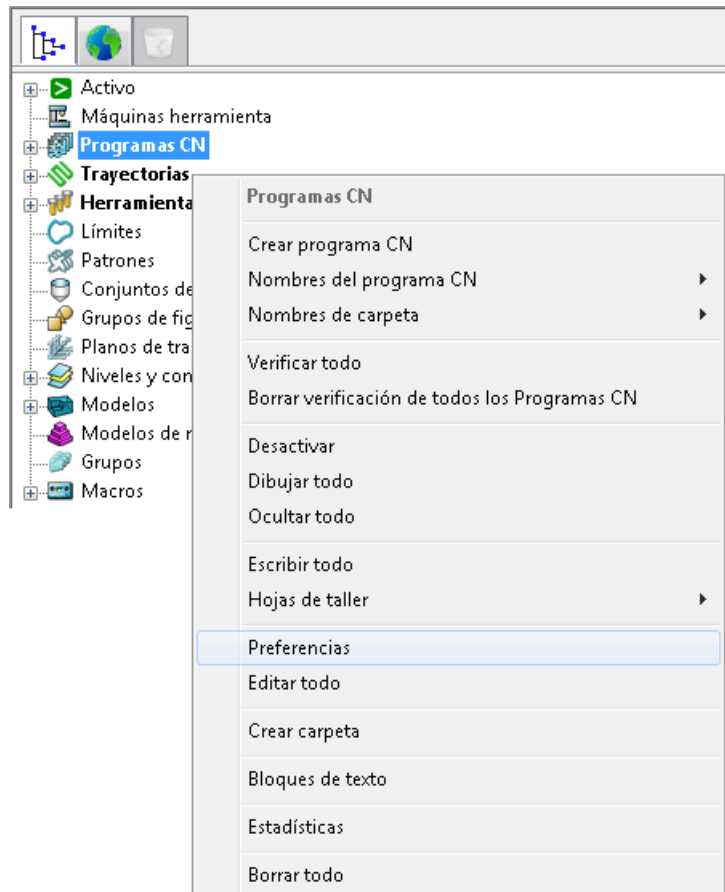 Activo
Máquinas herramienta
Programas CN
Trayectorias
Herramienta
Límites
Patrones
Conjuntos de
Grupos de fig
Planos de tra
Niveles y con
Modelos
Modelos de r
Grupos
Macros
Programas CN
Crear programa CN
Nombres del programa CN
Nombres de carpeta
Verificar todo
Borrar verificación de todos los Programas CN
Desactivar
Dibujar todo
Ocultar todo
Escribir todo
Hojas de taller
Preferencias
Editar todo
Crear carpeta
Bloques de texto
Estadísticas
Borrar todo